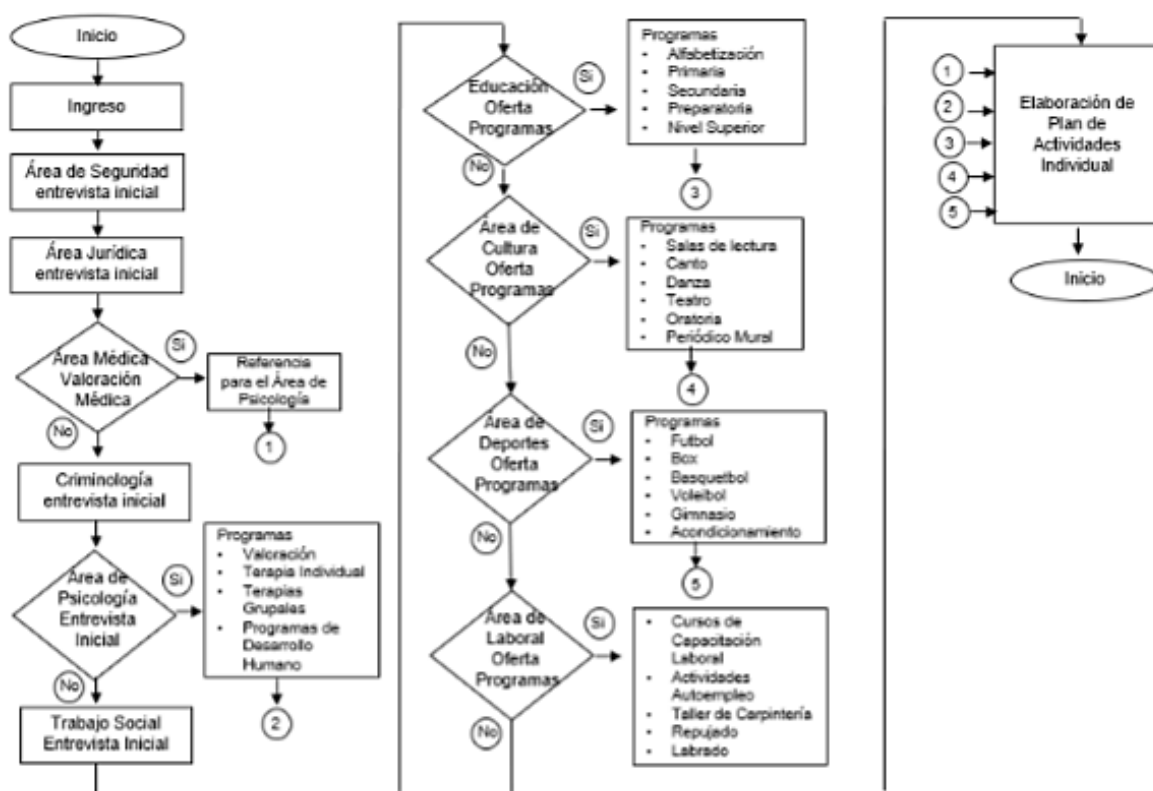 Inicio
Ingreso
Área de Seguridad
entrevista inicial
Área Jurídica
entrevista inicial
Área Médica
Valoración
Médica
Si
Referencia
para el Área de
Psicología
1
No
Criminología
entrevista inicial
Área de
Psicología
Entrevista
Inicial
Si
Programas
• Valoración
• Terapia Individual
• Terapias
Grupales
• Programas de
Desarrollo
Humano
2
No
Trabajo Social
Entrevista Inicial
Educación
Oferta
Programas
Si
Programas
• Alfabetización
• Primaria
• Secundaria
• Preparatoria
• Nivel Superior
3
No
Área de
Cultura
Oferta
Programas
Si
Programas
• Salas de lectura
• Canto
• Danza
• Teatro
• Oratoria
• Periódico Mural
4
No
Área de
Deportes
Oferta
Programas
Si
Programas
• Futbol
• Box
• Basquetbol
• Voleibol
• Gimnasio
• Acondicionamiento
5
No
Área de
Laboral
Oferta
Programas
Si
• Cursos de
Capacitación
Laboral
• Actividades
Autoempleo
• Taller de Carpintería
• Repujado
• Labrado
No
1
2
3
4
5
Elaboración de
Plan de
Actividades
Individual
Inicio